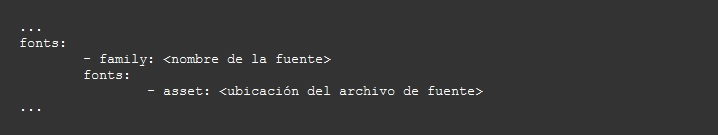 ...
fonts:
- family: <nombre de la fuente>
fonts:
- asset: <ubicación del archivo de fuente>
...